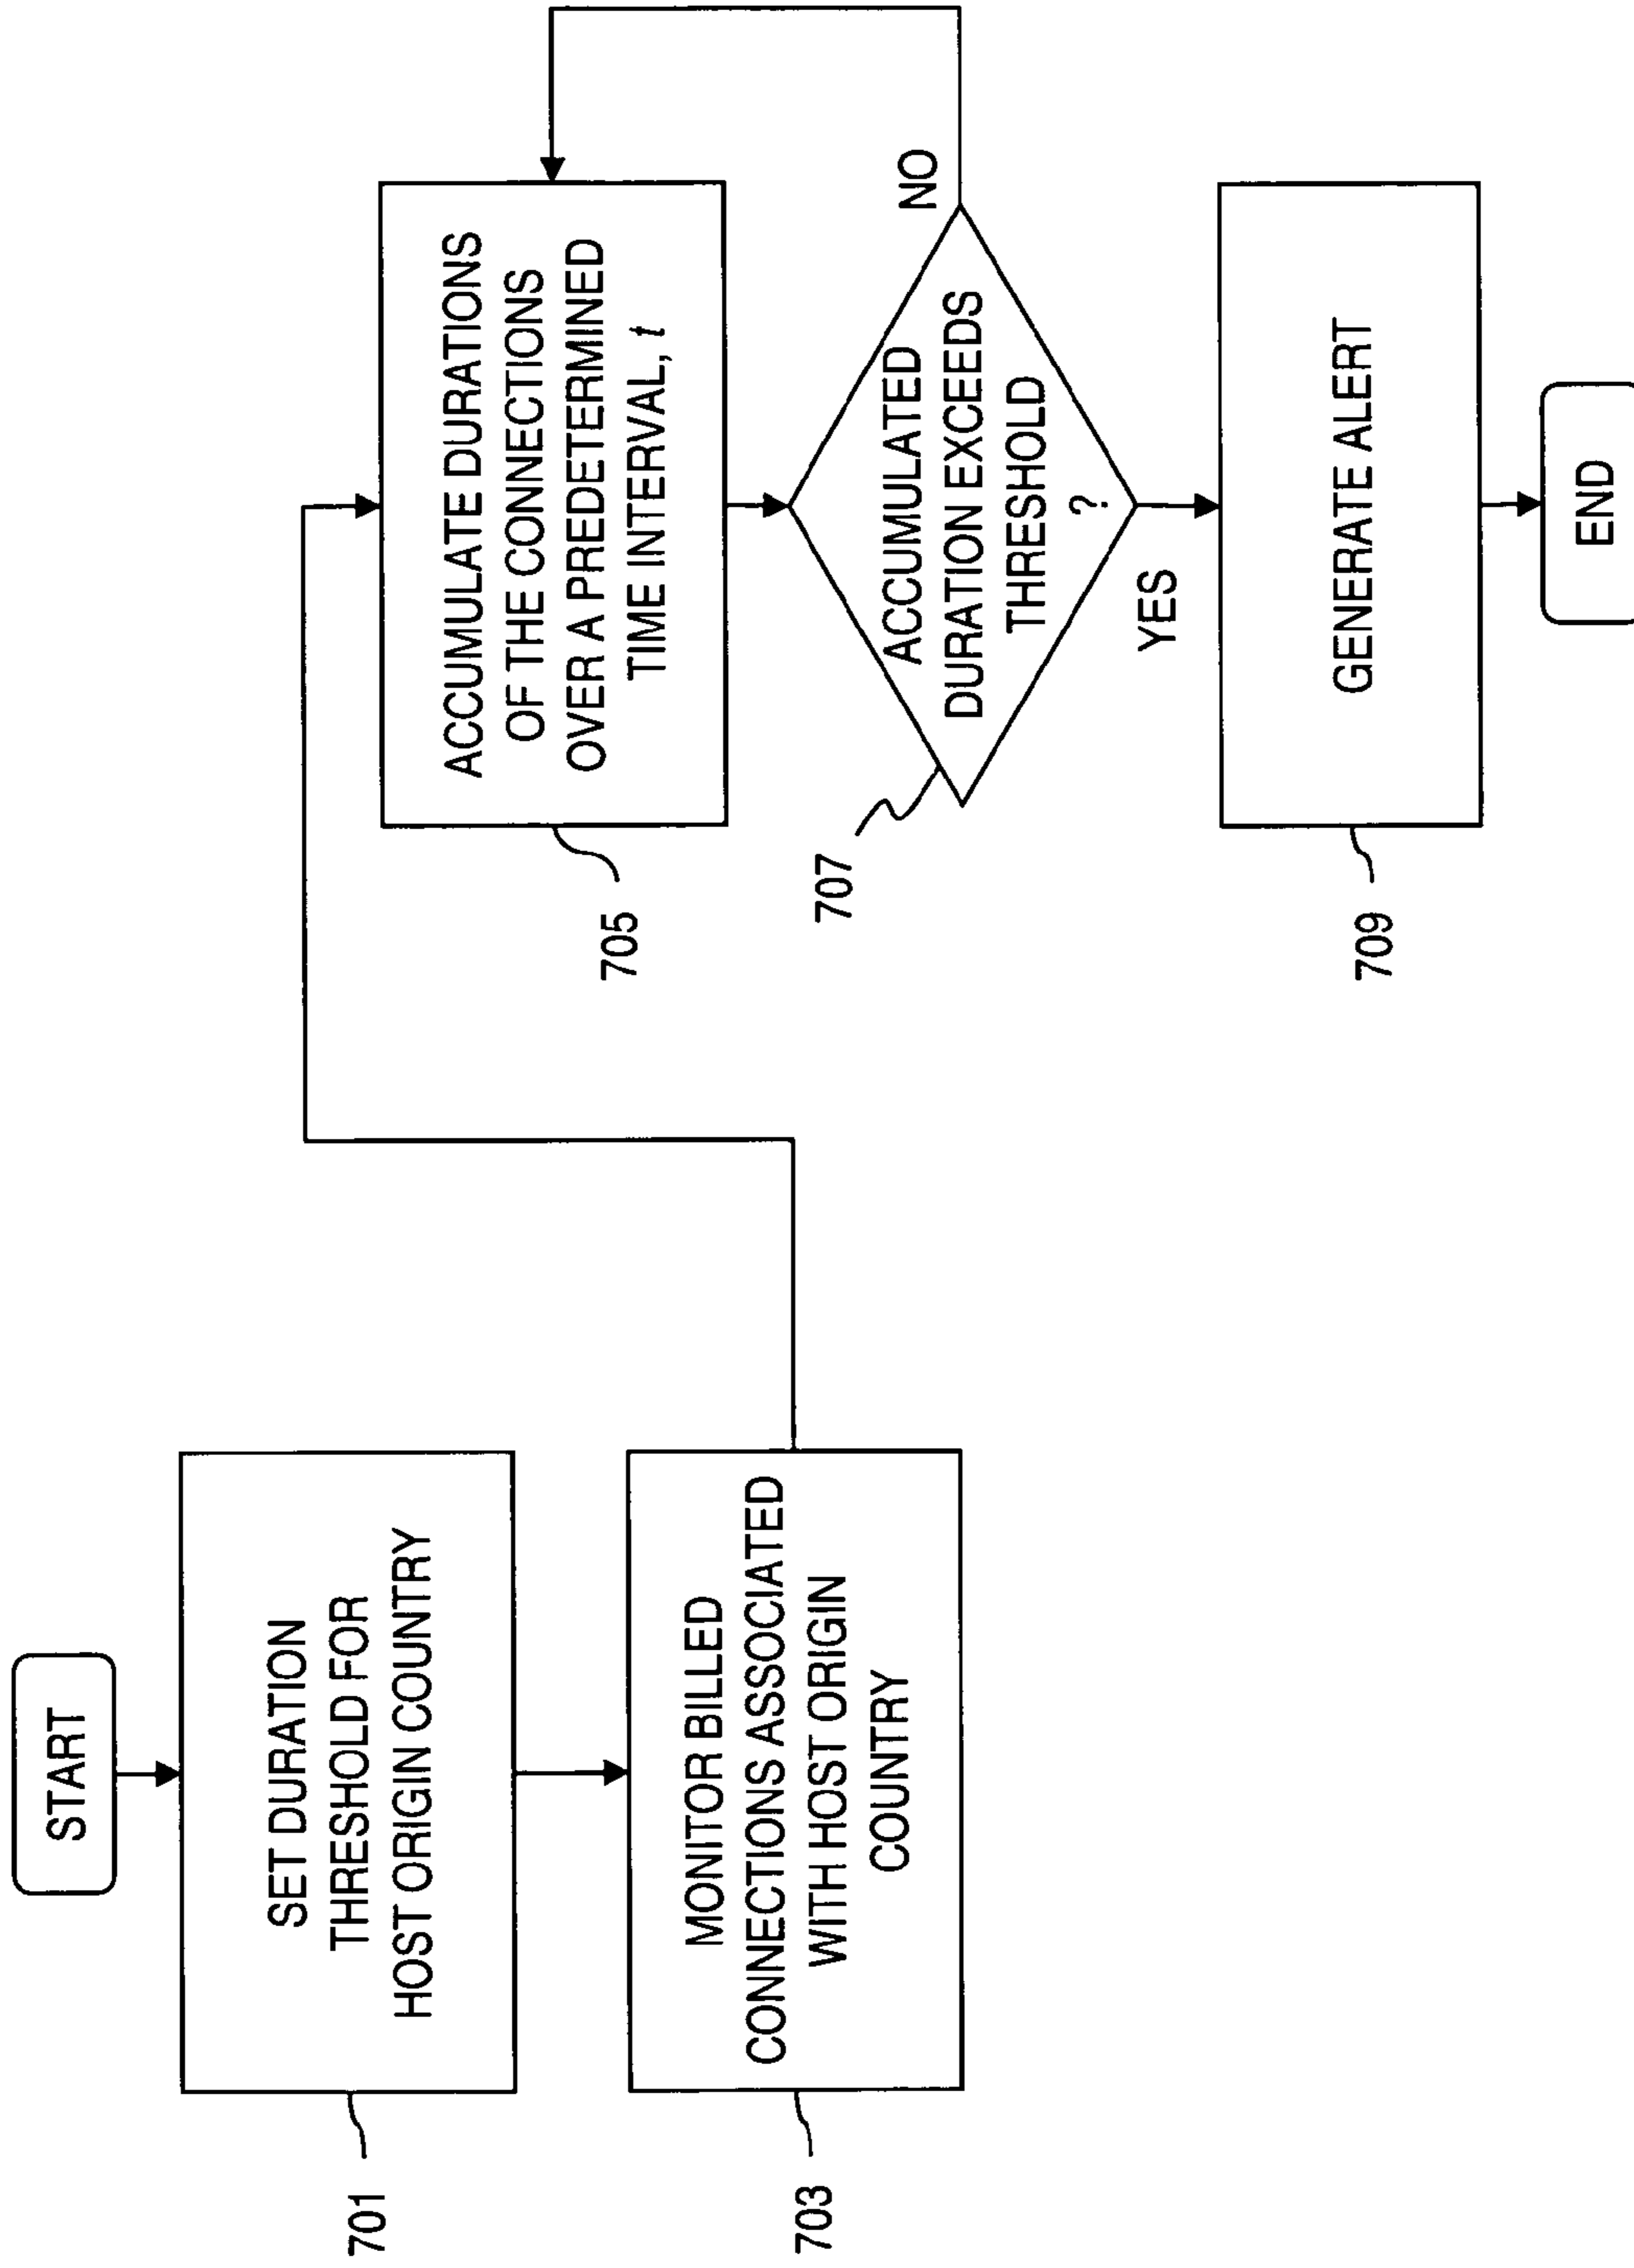 START
SET DURATION
THRESHOLD FOR
HOST ORIGIN COUNTRY
701
MONITOR BILLED
CONNECTIONS ASSOCIATED
WITH HOST ORIGIN
COUNTRY
703
ACCUMULATE DURATIONS
OF THE CONNECTIONS
OVER A PREDETERMINED
TIME INTERVAL, t
705
ACCUMULATED
DURATION EXCEEDS
THRESHOLD
?
707
NO
YES
GENERATE ALERT
709
END